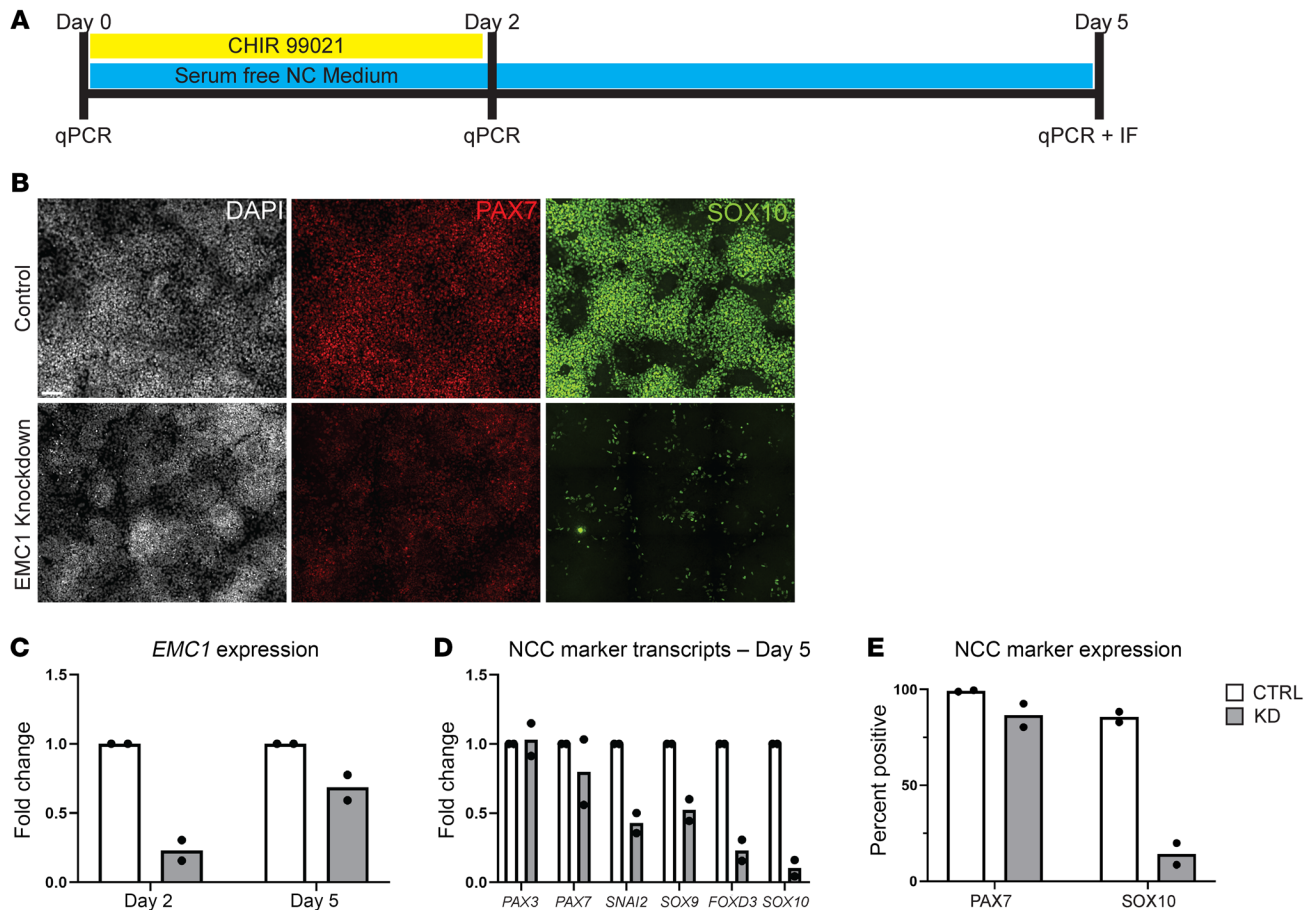 A
Day 0
Day 2
Day 5
CHIR 99021
Serum free NC Medium
qPCR
qPCR
qPCR + IF
B
DAPI
PAX7
SOX10
Control
EMC1 Knockdown
C
EMC1 expression
Fold change
1.5
1.0
0.5
0.0
Day 2
Day 5
D
NCC marker transcripts – Day 5
Fold change
1.5
1.0
0.5
0.0
PAX3
PAX7
SNAI2
SOX9
FOXD3
SOX10
E
NCC marker expression
Percent positive
100
50
0
PAX7
SOX10
CTRL
KD